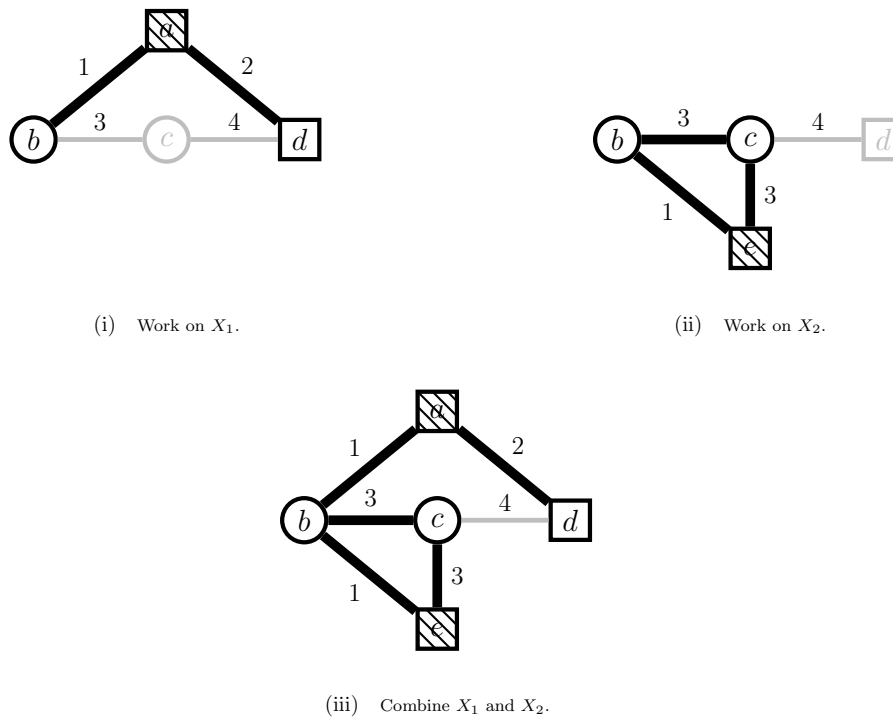 a
1 2
b 3 c 4 d
(i) Work on X₁.
b 3 c 4 d
1 3
e
(ii) Work on X₂.
a
1 2
b 3 c 4 d
1 3
e
(iii) Combine X₁ and X₂.